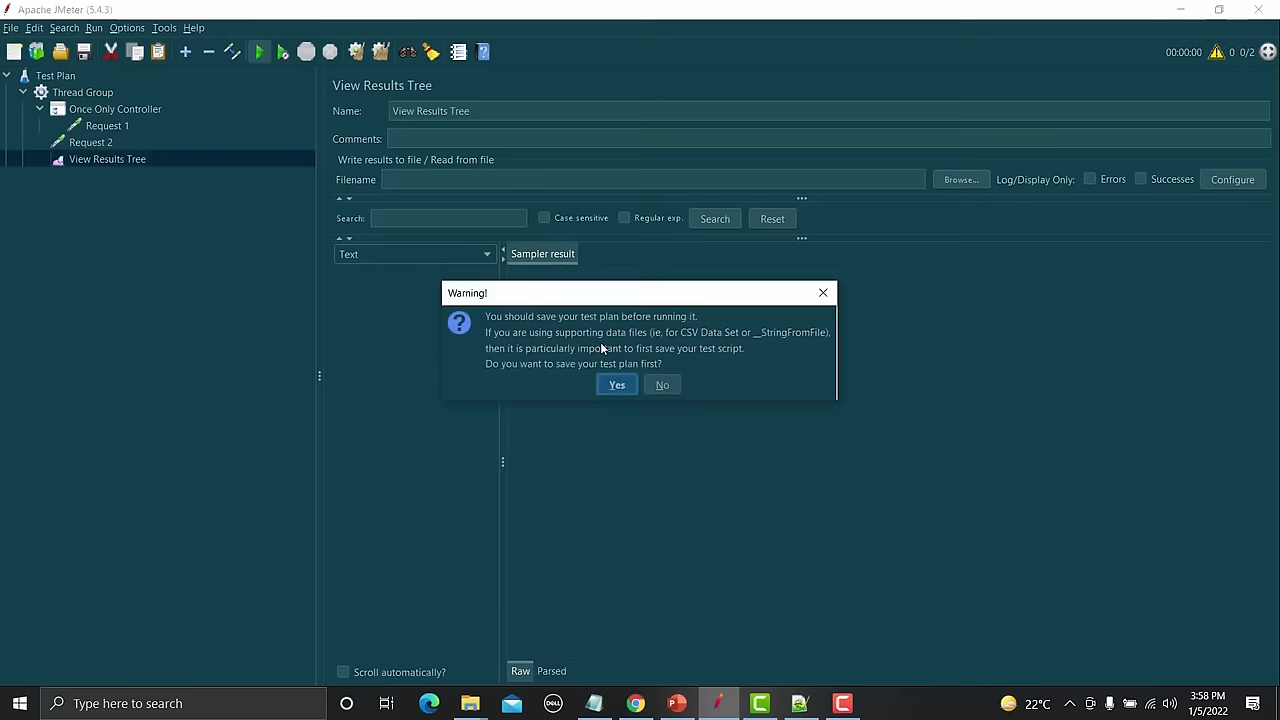 Apache JMeter (5.4.3)
File Edit Search Run Options Tools Help
00:00:00 0 0/2
Test Plan
Thread Group
Once Only Controller
Request 1
Request 2
View Results Tree
View Results Tree
Name: View Results Tree
Comments:
Write results to file / Read from file
Filename Browse... Log/Display Only: Errors Successes Configure
Search: Case sensitive Regular exp. Search Reset
Text Sampler result
Warning!
You should save your test plan before running it.
If you are using supporting data files (ie, for CSV Data Set or __StringFromFile),
then it is particularly important to first save your test script.
Do you want to save your test plan first?
Yes No
Scroll automatically? Raw Parsed
Type here to search
DELL
22°C
3:58 PM
1/5/2022